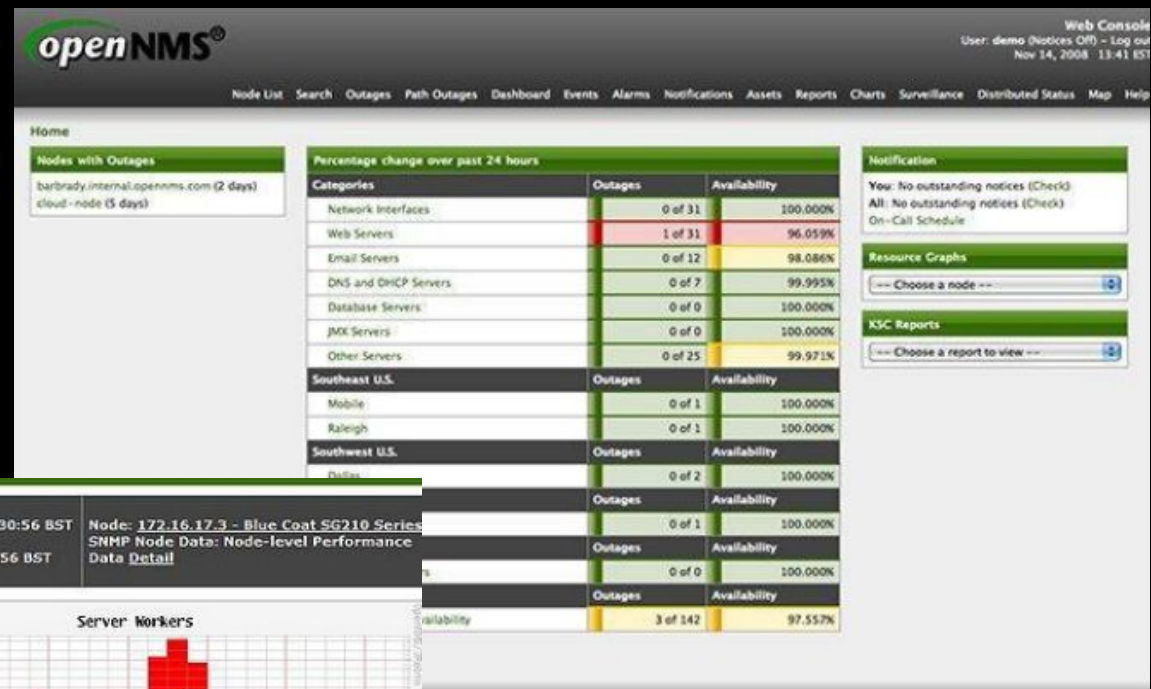 openNMS®
Web Console
User: demo (Notices Off) - Log out
Nov 14, 2008 13:41 EST
Node List Search Outages Path Outages Dashboard Events Alarms Notifications Assets Reports Charts Surveillance Distributed Status Map Help
Home
Nodes with Outages
barbrady.internal.opennms.com (2 days)
cloud-node (5 days)
Percentage change over past 24 hours
Categories Outages Availability
Network Interfaces 0 of 31 100.000%
Web Servers 1 of 31 96.059%
Email Servers 0 of 12 98.086%
DNS and DHCP Servers 0 of 7 99.995%
Database Servers 0 of 0 100.000%
JMX Servers 0 of 0 100.000%
Other Servers 0 of 25 99.971%
Southeast U.S. Outages Availability
Mobile 0 of 1 100.000%
Raleigh 0 of 1 100.000%
Southwest U.S. Outages Availability
Dallas 0 of 2 100.000%
Outages Availability
0 of 1 100.000%
Outages Availability
0 of 0 100.000%
Outages Availability
3 of 142 97.557%
Notification
You: No outstanding notices (Check)
All: No outstanding notices (Check)
On-Call Schedule
Resource Graphs
-- Choose a node --
KSC Reports
-- Choose a report to view --
30:56 BST
56 BST
Node: 172.16.17.3 - Blue Coat SG210 Series
SNMP Node Data: Node-level Performance
Data Detail
Server Workers